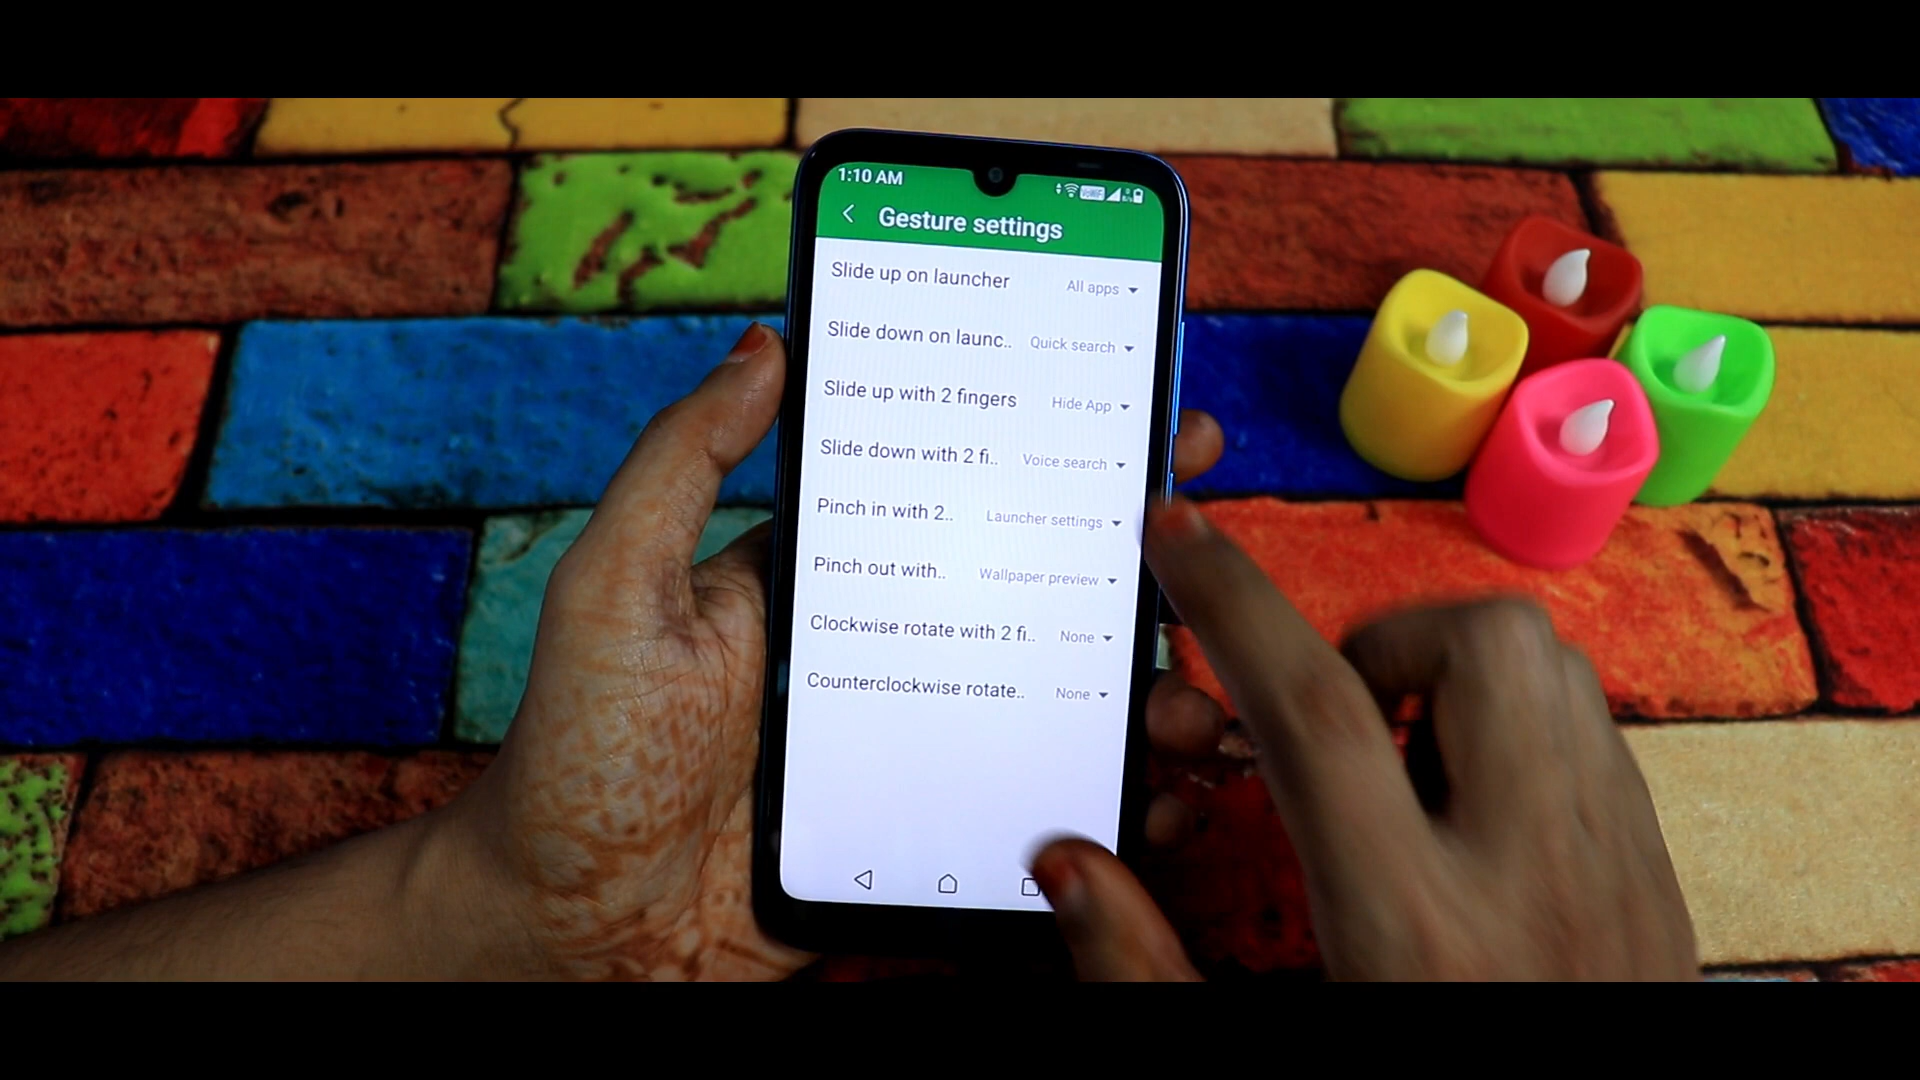 1:10 AM
Gesture settings
Slide up on launcher All apps
Slide down on launc.. Quick search
Slide up with 2 fingers Hide App
Slide down with 2 fi.. Voice search
Pinch in with 2.. Launcher settings
Pinch out with.. Wallpaper preview
Clockwise rotate with 2 fi.. None
Counterclockwise rotate.. None